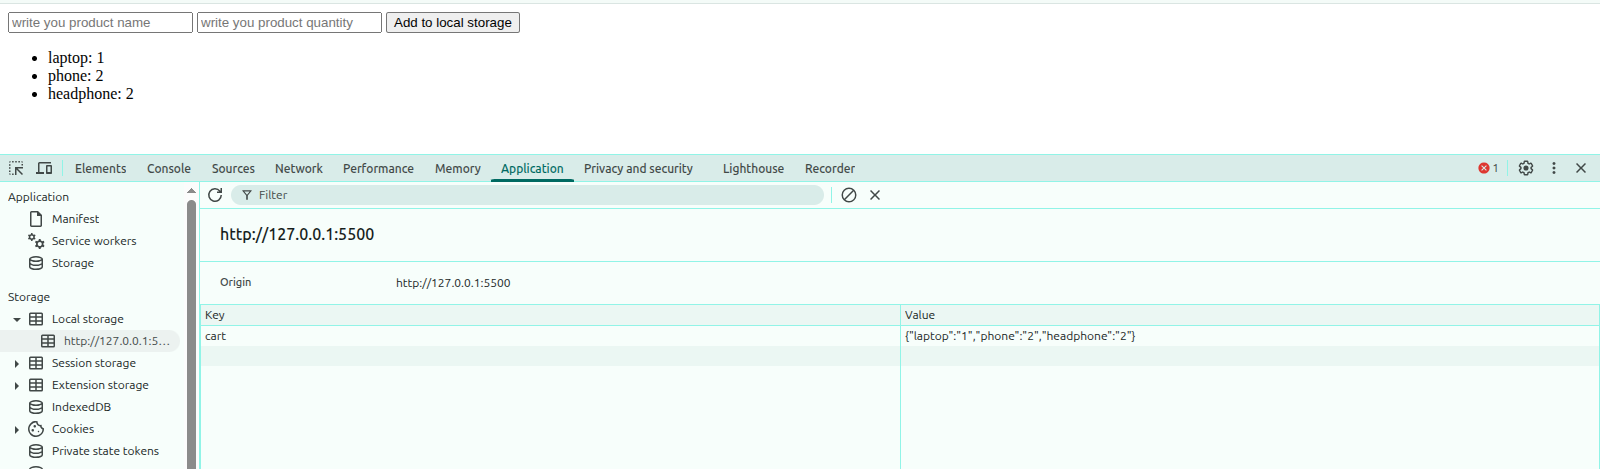 write you product name write you product quantity Add to local storage
laptop: 1
phone: 2
headphone: 2
Elements Console Sources Network Performance Memory Application Privacy and security Lighthouse Recorder 1
Application
Manifest
Service workers
Storage
Storage
Local storage
http://127.0.0.1:5...
Session storage
Extension storage
IndexedDB
Cookies
Private state tokens
Filter
http://127.0.0.1:5500
Origin http://127.0.0.1:5500
Key Value
cart {"laptop":"1","phone":"2","headphone":"2"}